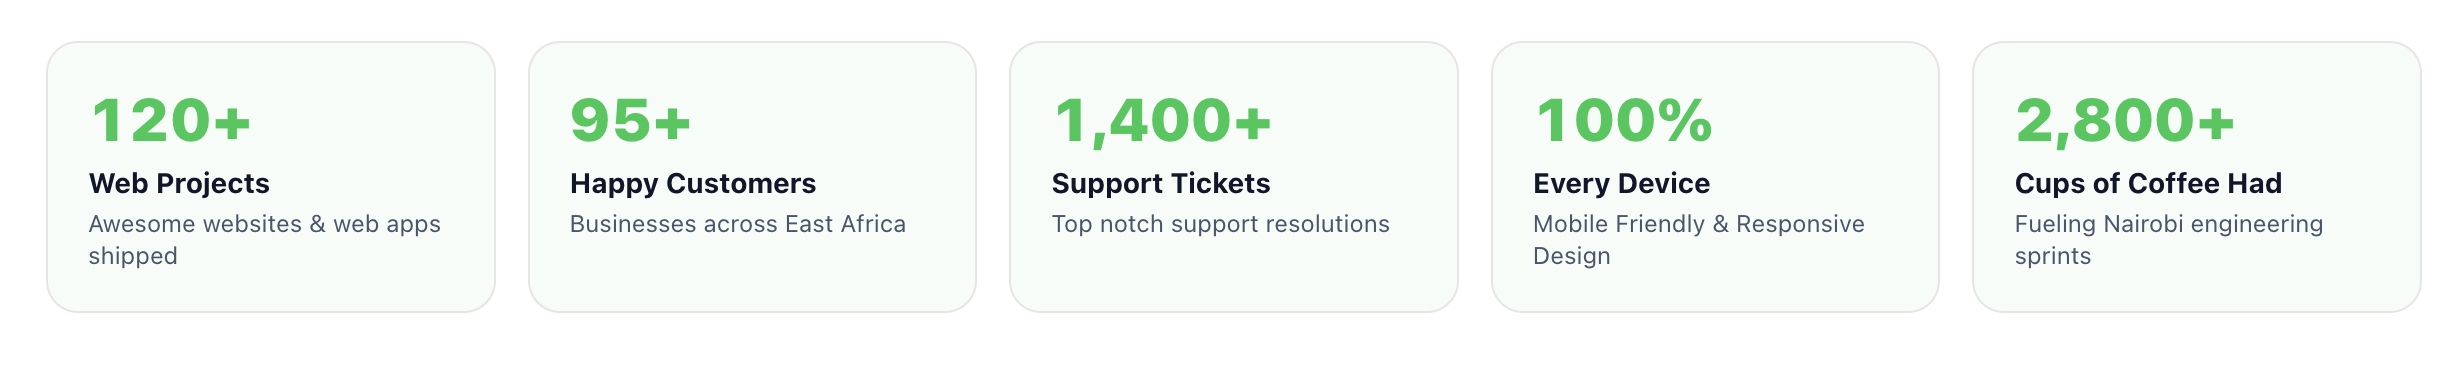 120+
Web Projects
Awesome websites & web apps
shipped
95+
Happy Customers
Businesses across East Africa
1,400+
Support Tickets
Top notch support resolutions
100%
Every Device
Mobile Friendly & Responsive
Design
2,800+
Cups of Coffee Had
Fueling Nairobi engineering
sprints